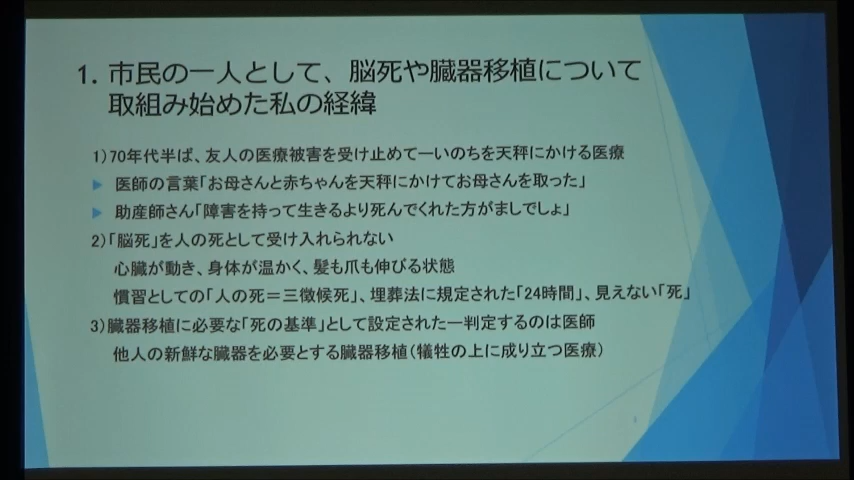 1. 市民の一人として、脳死や臓器移植について
取組み始めた私の経緯
1）70年代半ば、友人の医療被害を受け止めてーいのちを天秤にかける医療
医師の言葉「お母さんと赤ちゃんを天秤にかけてお母さんを取った」
助産師さん「障害を持って生きるより死んでくれた方がましでしょ」
2）「脳死」を人の死として受け入れられない
心臓が動き、身体が温かく、髪も爪も伸びる状態
慣習としての「人の死＝三徴候死」、埋葬法に規定された「24時間」、見えない「死」
3）臓器移植に必要な「死の基準」として設定されたー判定するのは医師
他人の新鮮な臓器を必要とする臓器移植（犠牲の上に成り立つ医療）